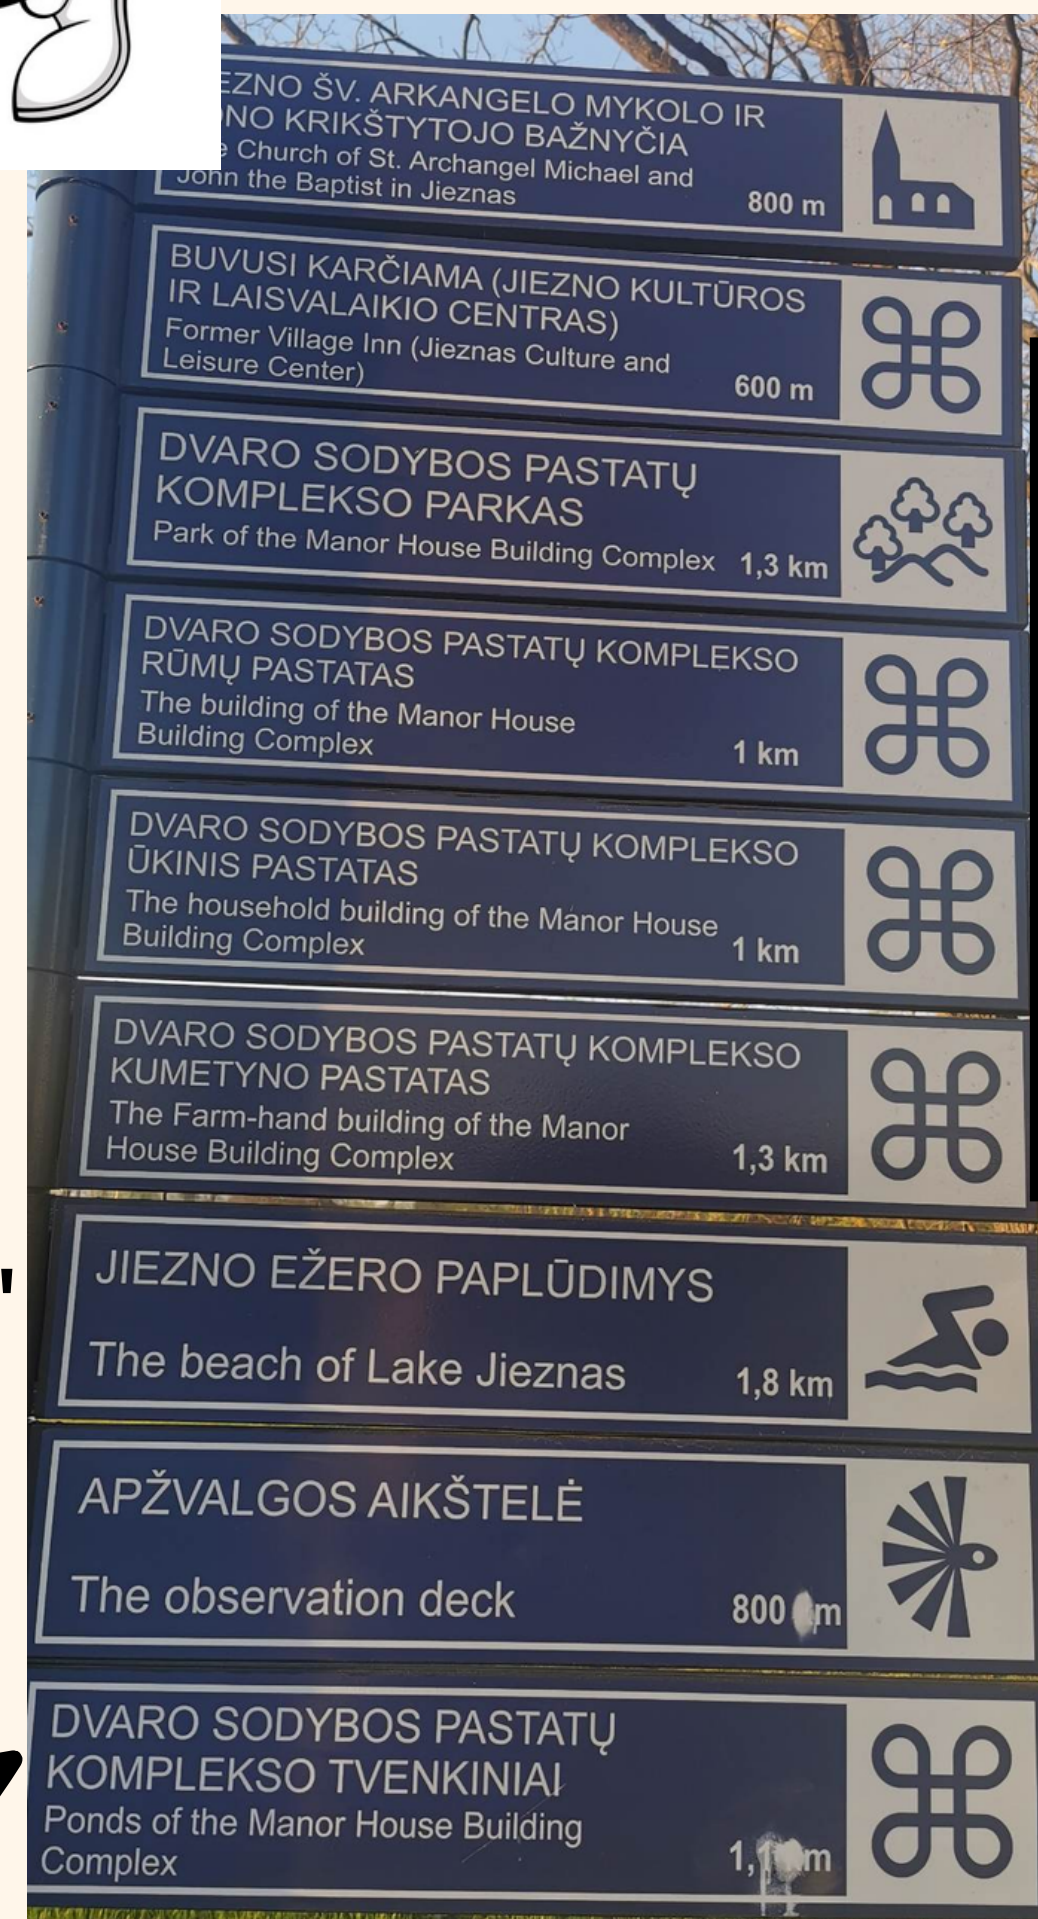 EZNO ŠV. ARKANGELO MYKOLO IR
NO KRIKŠTYTOJO BAŽNYČIA
Church of St. Archangel Michael and
John the Baptist in Jieznas 800 m
BUVUSI KARČIAMA (JIEZNO KULTŪROS
IR LAISVALAIKIO CENTRAS)
Former Village Inn (Jieznas Culture and
Leisure Center) 600 m
DVARO SODYBOS PASTATŲ
KOMPLEKSO PARKAS
Park of the Manor House Building Complex 1,3 km
DVARO SODYBOS PASTATŲ KOMPLEKSO
RŪMŲ PASTATAS
The building of the Manor House
Building Complex 1 km
DVARO SODYBOS PASTATŲ KOMPLEKSO
ŪKINIS PASTATAS
The household building of the Manor House
Building Complex 1 km
DVARO SODYBOS PASTATŲ KOMPLEKSO
KUMETYNO PASTATAS
The Farm-hand building of the Manor
House Building Complex 1,3 km
JIEZNO EŽERO PAPLŪDIMYS
The beach of Lake Jieznas 1,8 km
APŽVALGOS AIKŠTELĖ
The observation deck 800 m
DVARO SODYBOS PASTATŲ
KOMPLEKSO TVENKINIAI
Ponds of the Manor House Building
Complex